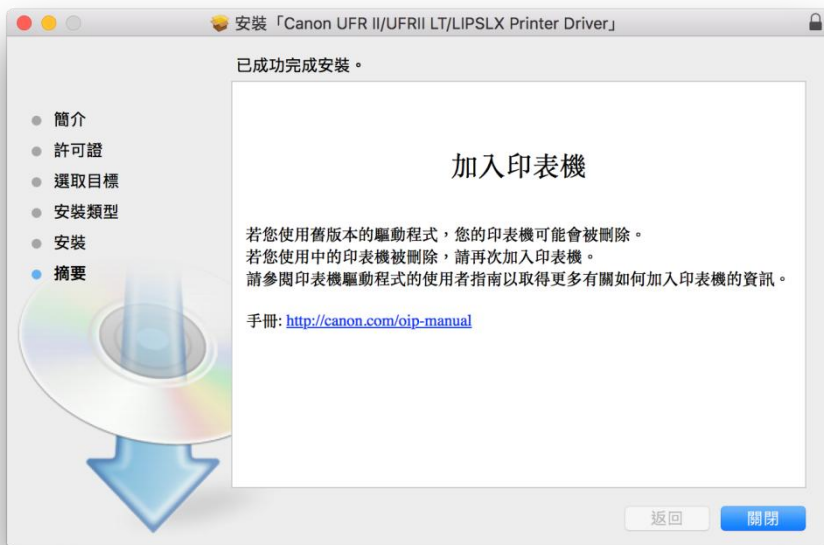 安裝「Canon UFR II/UFRII LT/LIPSLX Printer Driver」
已成功完成安裝。
簡介
許可證
選取目標
安裝類型
安裝
摘要
加入印表機
若您使用舊版本的驅動程式，您的印表機可能會被刪除。
若您使用中的印表機被刪除，請再次加入印表機。
請參閱印表機驅動程式的使用者指南以取得更多有關如何加入印表機的資訊。
手冊: http://canon.com/oip-manual
返回
關閉